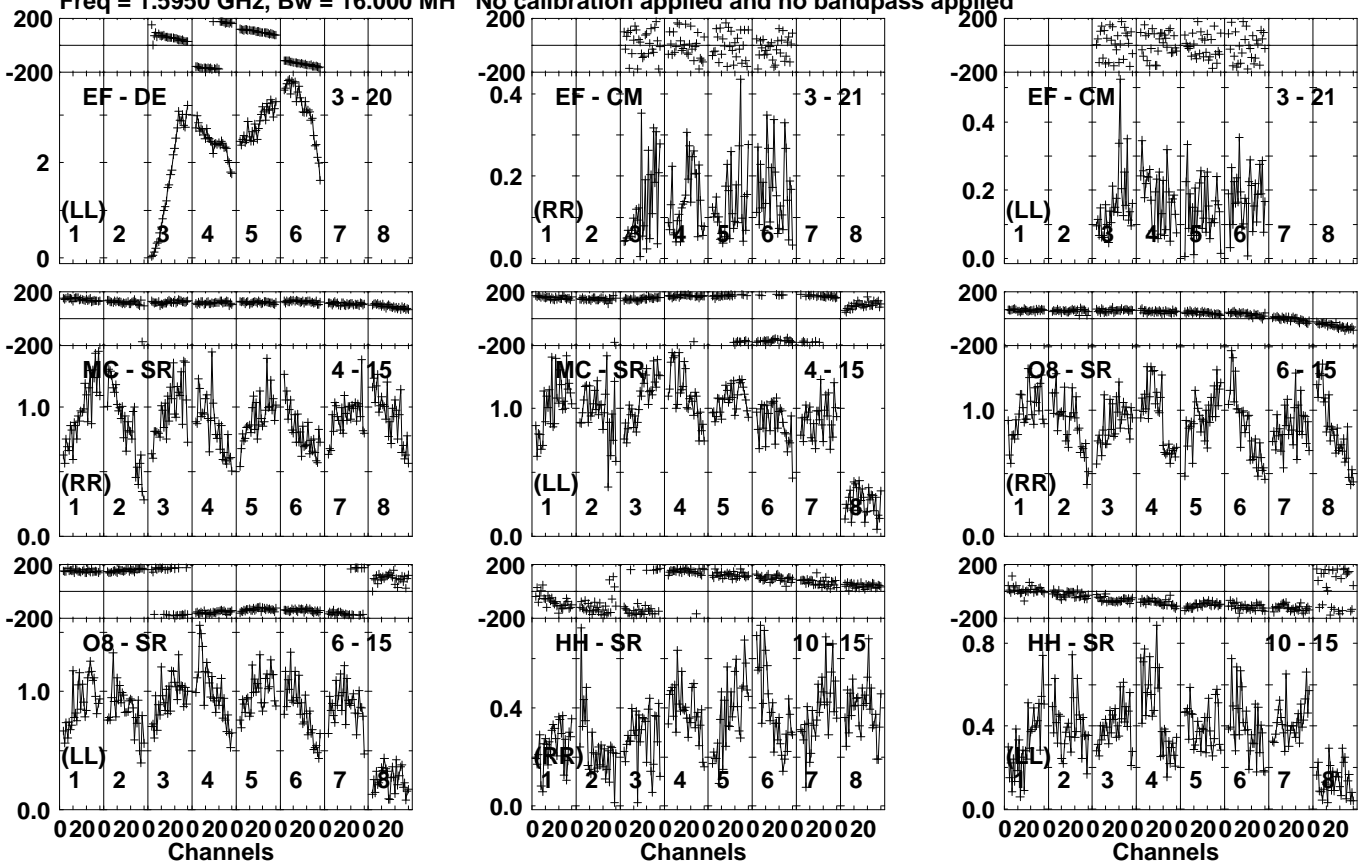 Freq = 1.5950 GHz, Bw = 16.000 MH No calibration applied and no bandpass applied
200 200 200
-200 -200 -200
EF - DE 3 - 20 EF - CM 3 - 21 EF - CM 3 - 21
0.4 0.4
2 0.2 0.2
(LL) (RR) (LL)
1 2 3 4 5 6 7 8 1 2 3 4 5 6 7 8 1 2 3 4 5 6 7 8
0 0.0 0.0
200 200 200
-200 -200 -200
MC - SR 4 - 15 MC - SR 4 - 15 O8 - SR 6 - 15
1.0 1.0 1.0
(RR) (LL) (RR)
1 2 3 4 5 6 7 8 1 2 3 4 5 6 7 8 1 2 3 4 5 6 7 8
0.0 0.0 0.0
200 200 200
-200 -200 -200
O8 - SR 6 - 15 HH - SR 10 - 15 HH - SR 10 - 15
0.8
1.0 0.4 0.4
(LL) (RR) (LL)
1 2 3 4 5 6 7 8 1 2 3 4 5 6 7 8 1 2 3 4 5 6 7 8
0.0 0.0 0.0
0 20 0 20 0 20 0 20 0 20 0 20 0 20 0 20 0 20 0 20 0 20 0 20 0 20 0 20 0 20 0 20 0 20 0 20 0 20 0 20 0 20 0 20 0 20 0 20
Channels Channels Channels